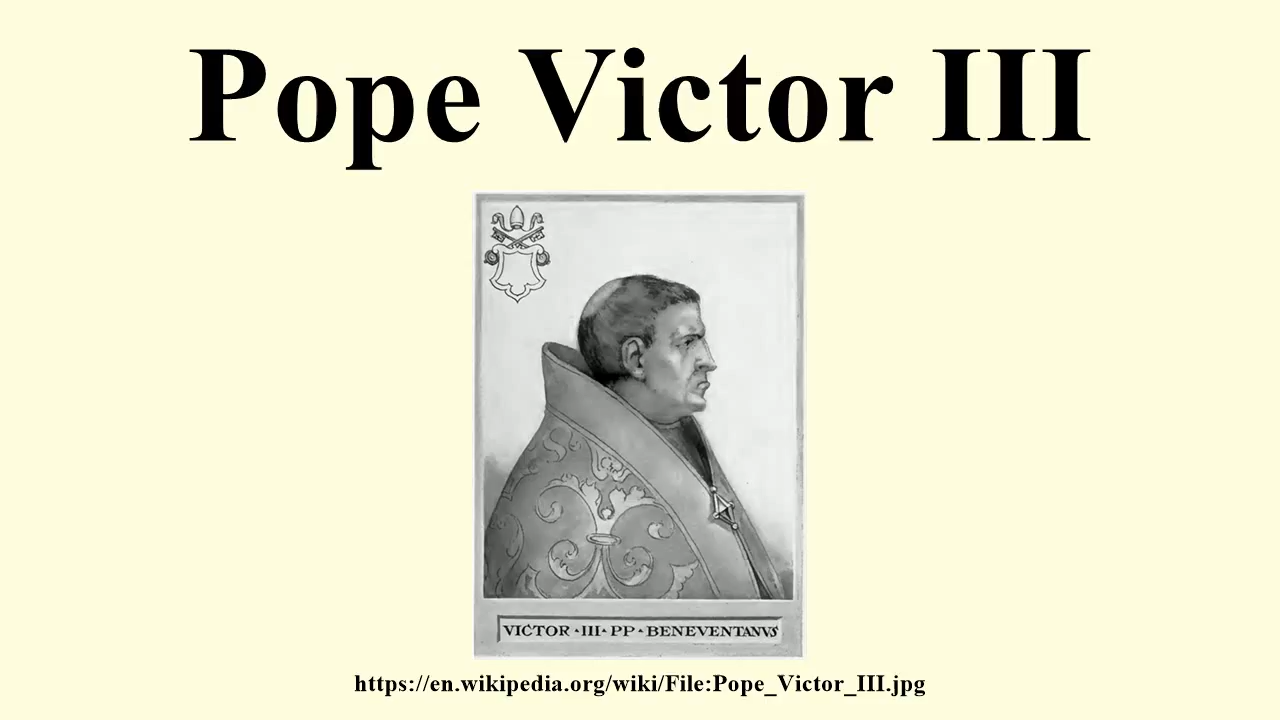 Pope Victor III
VICTOR · III · PP · BENEVENTANVS
https://en.wikipedia.org/wiki/File:Pope_Victor_III.jpg